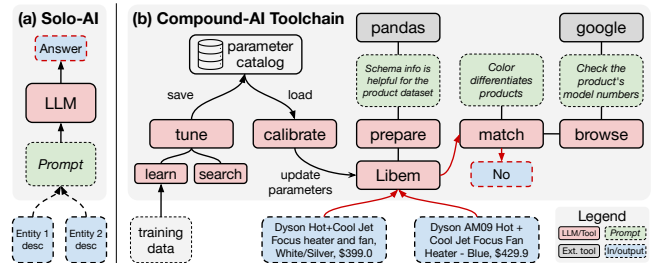 (a) Solo-AI
Answer
LLM
Prompt
Entity 1
desc
Entity 2
desc
(b) Compound-AI Toolchain
parameter
catalog
save
load
tune
calibrate
learn
search
update
parameters
training
data
pandas
Schema info is
helpful for the
product dataset
prepare
Libem
Color
differentiates
products
match
No
google
Check the
product's
model numbers
browse
Dyson Hot+Cool Jet
Focus heater and fan,
White/Silver, $399.0
Dyson AM09 Hot +
Cool Jet Focus Fan
Heater - Blue, $429.9
Legend
LLM/Tool
Prompt
Ext. tool
In/output